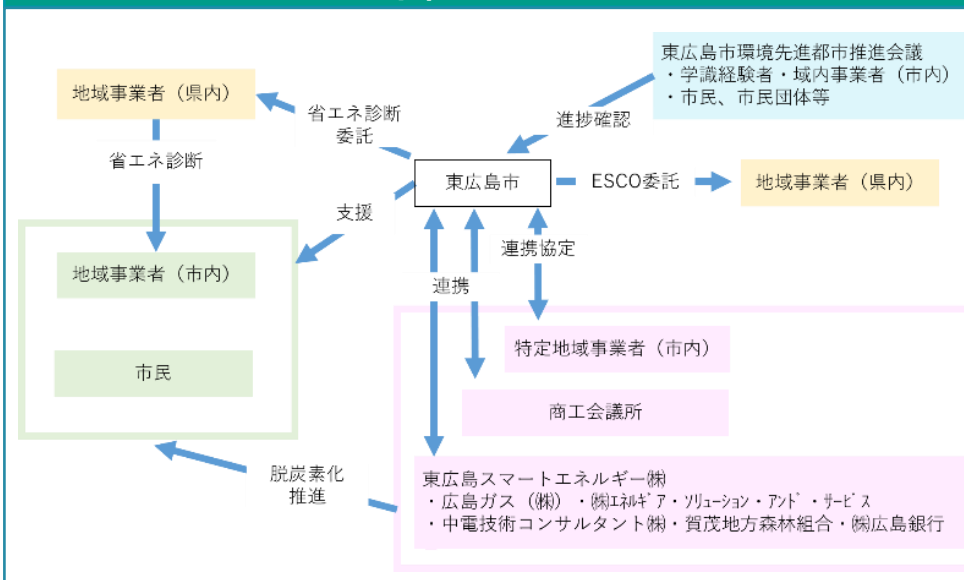 東広島市環境先進都市推進会議
・学識経験者・域内事業者（市内）
・市民、市民団体等
地域事業者（県内）
省エネ診断
委託
進捗確認
省エネ診断
東広島市
ESCO委託
地域事業者（県内）
支援
連携協定
地域事業者（市内）
連携
特定地域事業者（市内）
市民
商工会議所
脱炭素化
推進
東広島スマートエネルギー㈱
・広島ガス（㈱）・㈱ｴﾈﾙｷﾞｱ・ｿﾘｭｰｼｮﾝ・ｱﾝﾄﾞ・ｻｰﾋﾞｽ
・中電技術コンサルタント㈱・賀茂地方森林組合・㈱広島銀行